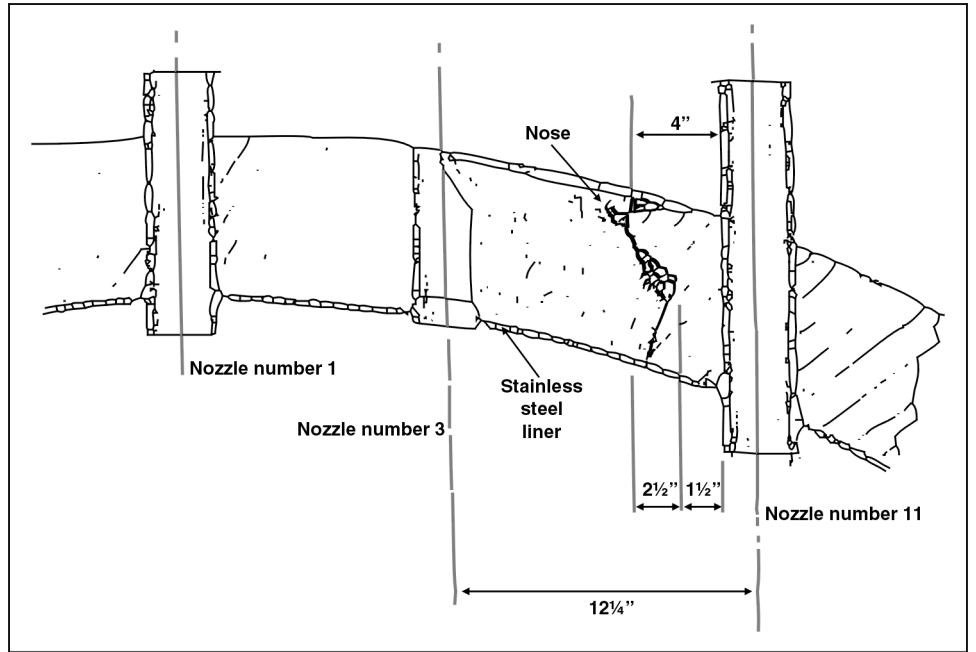 4”
Nose
Nozzle number 1
Stainless
steel
liner
Nozzle number 3
2½” 1½”
Nozzle number 11
12¼”